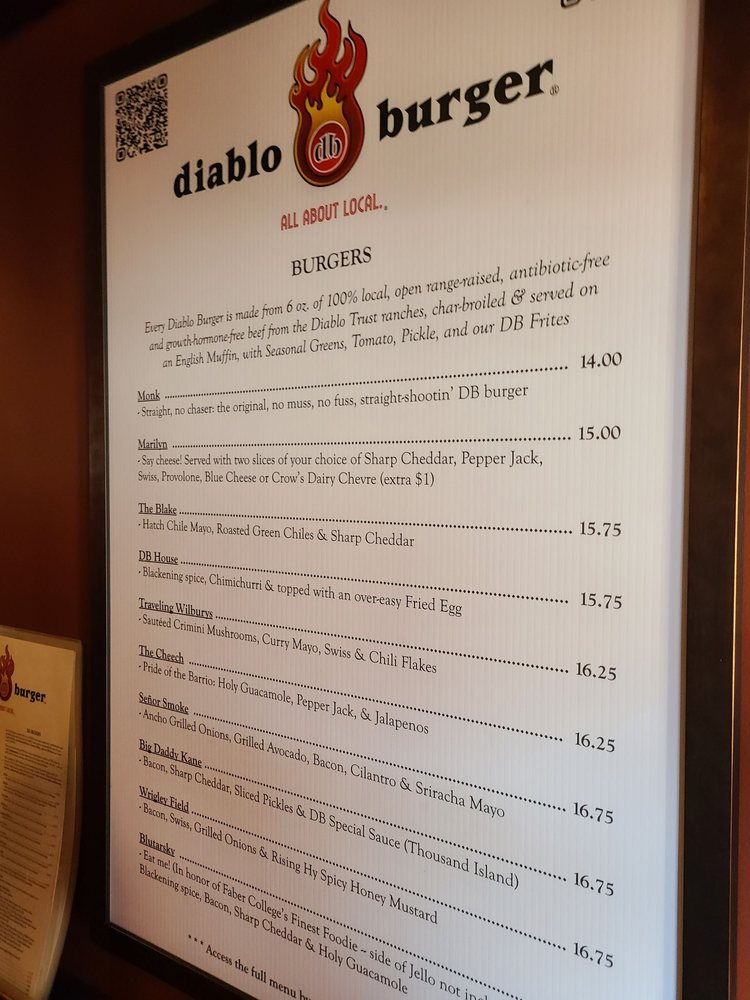 diablo db burger®
ALL ABOUT LOCAL.®
BURGERS
Every Diablo Burger is made from 6 oz. of 100% local, open range-raised, antibiotic-free
and growth-hormone-free beef from the Diablo Trust ranches, char-broiled & served on
an English Muffin, with Seasonal Greens, Tomato, Pickle, and our DB Frites
Monk ........ 14.00
- Straight, no chaser: the original, no muss, no fuss, straight-shootin' DB burger
Marilyn ........ 15.00
- Say cheese! Served with two slices of your choice of Sharp Cheddar, Pepper Jack,
Swiss, Provolone, Blue Cheese or Crow's Dairy Chevre (extra $1)
The Blake ........ 15.75
- Hatch Chile Mayo, Roasted Green Chiles & Sharp Cheddar
DB House ........ 15.75
- Blackening spice, Chimichurri & topped with an over-easy Fried Egg
Traveling Wilburys ........ 16.25
- Sautéed Crimini Mushrooms, Curry Mayo, Swiss & Chili Flakes
The Cheech ........ 16.25
- Pride of the Barrio: Holy Guacamole, Pepper Jack, & Jalapenos
Señor Smoke ........ 16.75
- Ancho Grilled Onions, Grilled Avocado, Bacon, Cilantro & Sriracha Mayo
Big Daddy Kane ........ 16.75
- Bacon, Sharp Cheddar, Sliced Pickles & DB Special Sauce (Thousand Island)
Wrigley Field ........ 16.75
- Bacon, Swiss, Grilled Onions & Rising Hy Spicy Honey Mustard
Blutarsky ........
- Eat me! (In honor of Faber College's Finest Foodie ~ side of Jello not
Blackening spice, Bacon, Sharp Cheddar & Holy Guacamole
* * * Access the full menu
burger